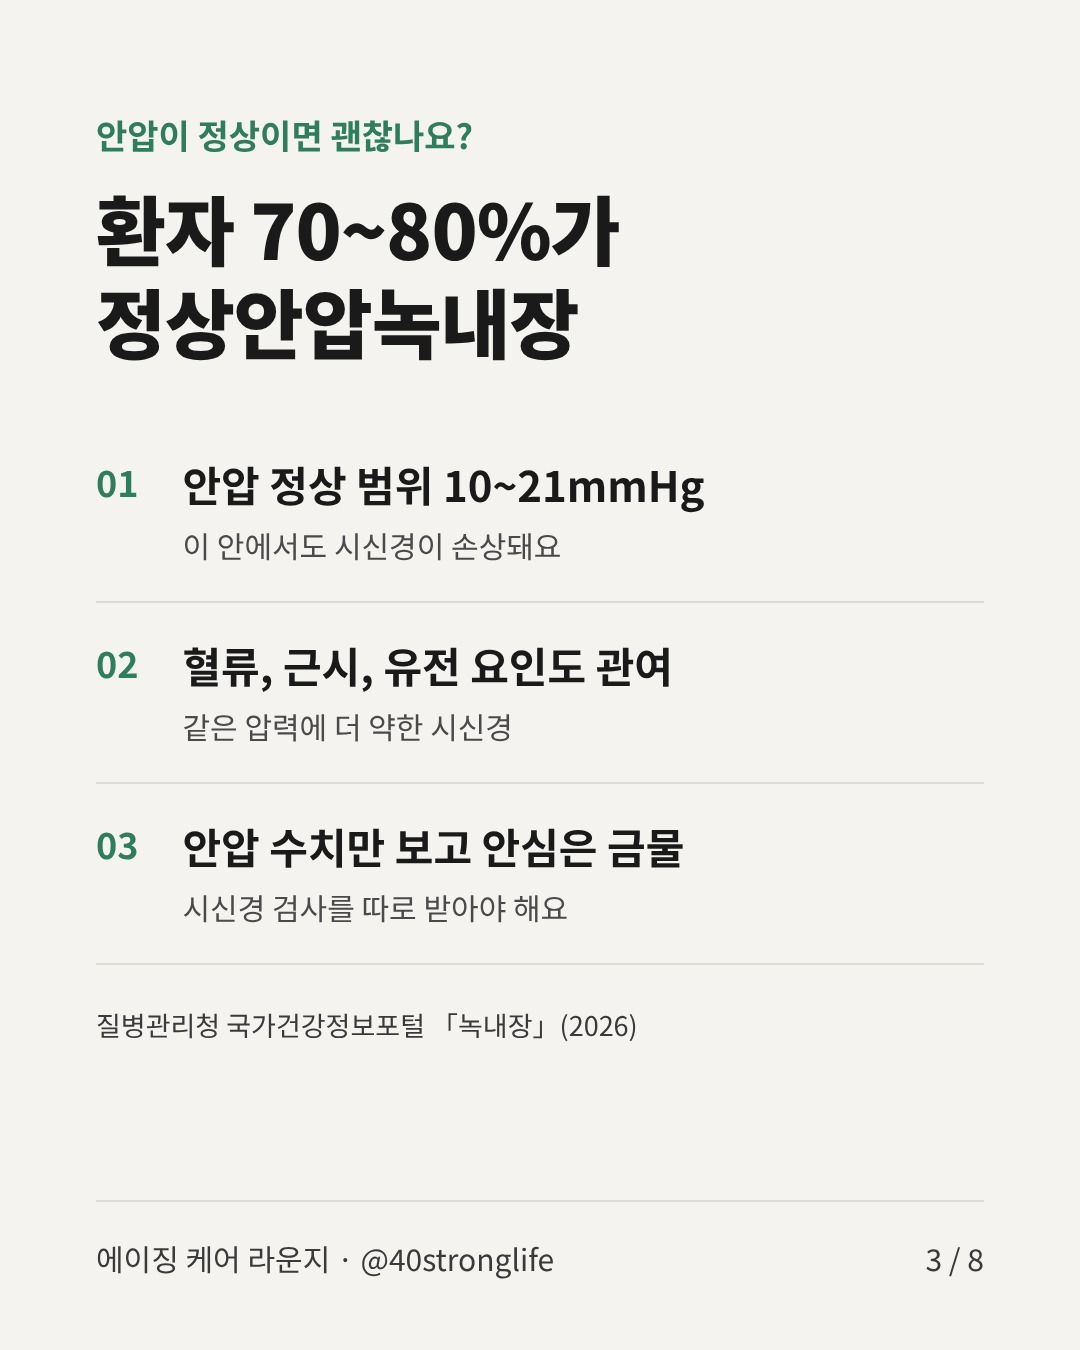 안압이 정상이면 괜찮나요?
환자 70~80%가
정상안압녹내장
01 안압 정상 범위 10~21mmHg
이 안에서도 시신경이 손상돼요
02 혈류, 근시, 유전 요인도 관여
같은 압력에 더 약한 시신경
03 안압 수치만 보고 안심은 금물
시신경 검사를 따로 받아야 해요
질병관리청 국가건강정보포털 「녹내장」(2026)
에이징 케어 라운지 · @40stronglife 3 / 8